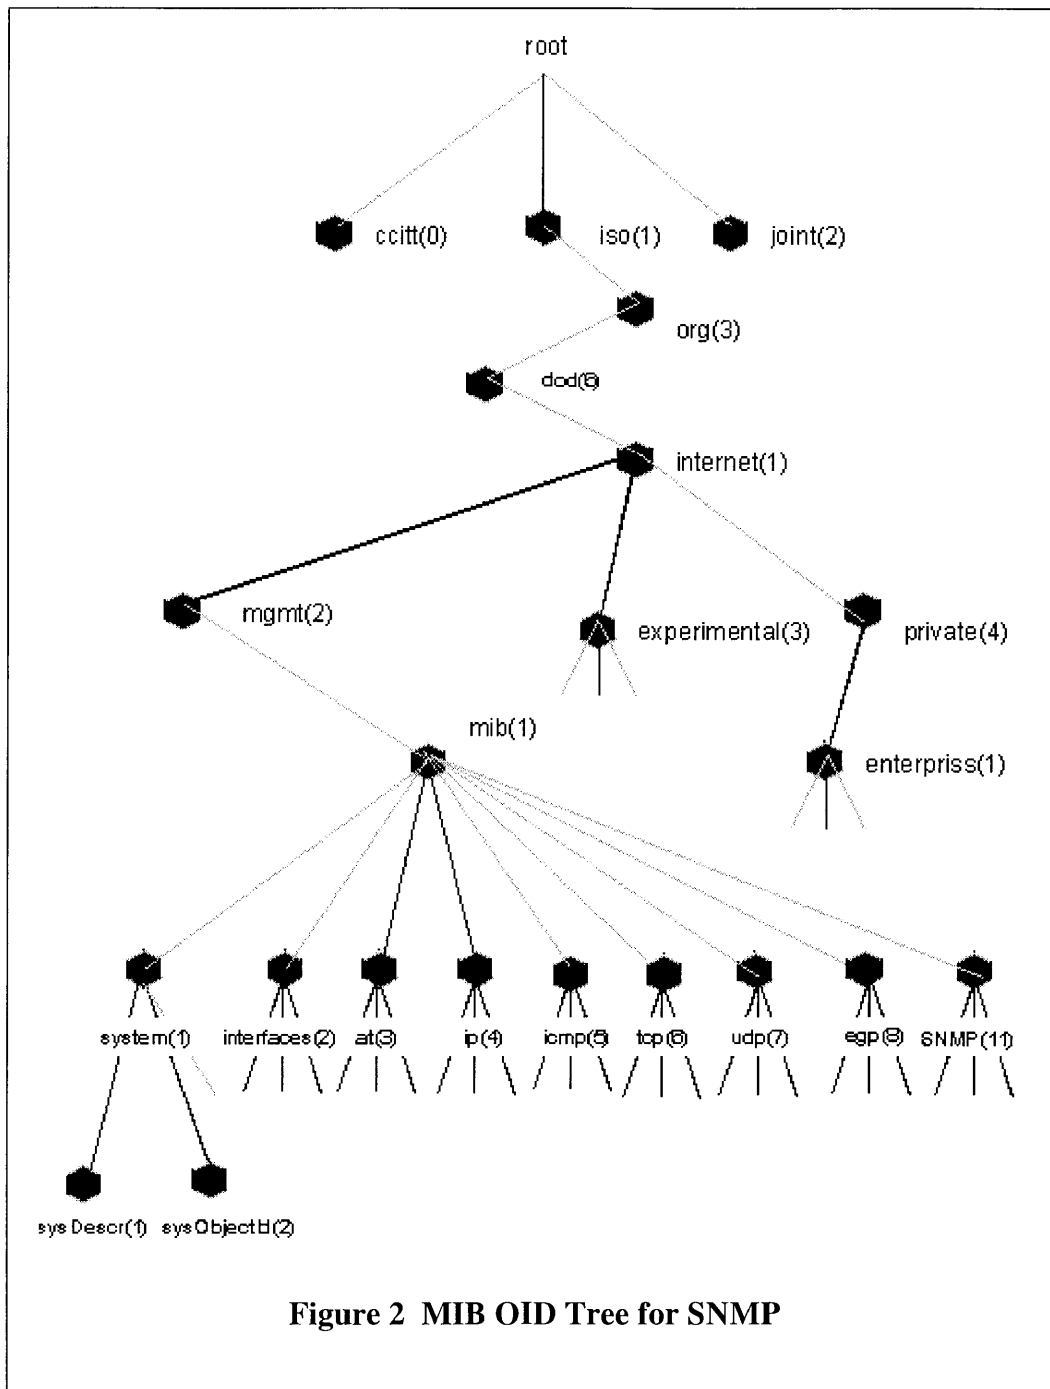 root
ccitt(0)
iso(1)
joint(2)
org(3)
dod(6)
internet(1)
mgmt(2)
experimental(3)
private(4)
mib(1)
enterpriss(1)
system(1)
interfaces(2)
at(3)
ip(4)
icmp(5)
tcp(6)
udp(7)
egp(8)
SNMP(11)
sysDescr(1)
sysObjectId(2)
Figure 2 MIB OID Tree for SNMP